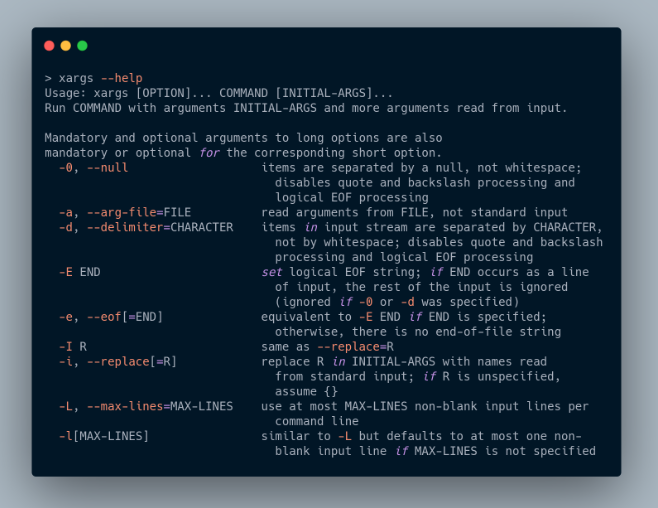 > xargs --help
Usage: xargs [OPTION]... COMMAND [INITIAL-ARGS]...
Run COMMAND with arguments INITIAL-ARGS and more arguments read from input.

Mandatory and optional arguments to long options are also
mandatory or optional for the corresponding short option.
  -0, --null                   items are separated by a null, not whitespace;
                                 disables quote and backslash processing and
                                 logical EOF processing
  -a, --arg-file=FILE          read arguments from FILE, not standard input
  -d, --delimiter=CHARACTER    items in input stream are separated by CHARACTER,
                                 not by whitespace; disables quote and backslash
                                 processing and logical EOF processing
  -E END                       set logical EOF string; if END occurs as a line
                                 of input, the rest of the input is ignored
                                 (ignored if -0 or -d was specified)
  -e, --eof[=END]              equivalent to -E END if END is specified;
                                 otherwise, there is no end-of-file string
  -I R                         same as --replace=R
  -i, --replace[=R]            replace R in INITIAL-ARGS with names read
                                 from standard input; if R is unspecified,
                                 assume {}
  -L, --max-lines=MAX-LINES    use at most MAX-LINES non-blank input lines per
                                 command line
  -l[MAX-LINES]                similar to -L but defaults to at most one non-
                                 blank input line if MAX-LINES is not specified